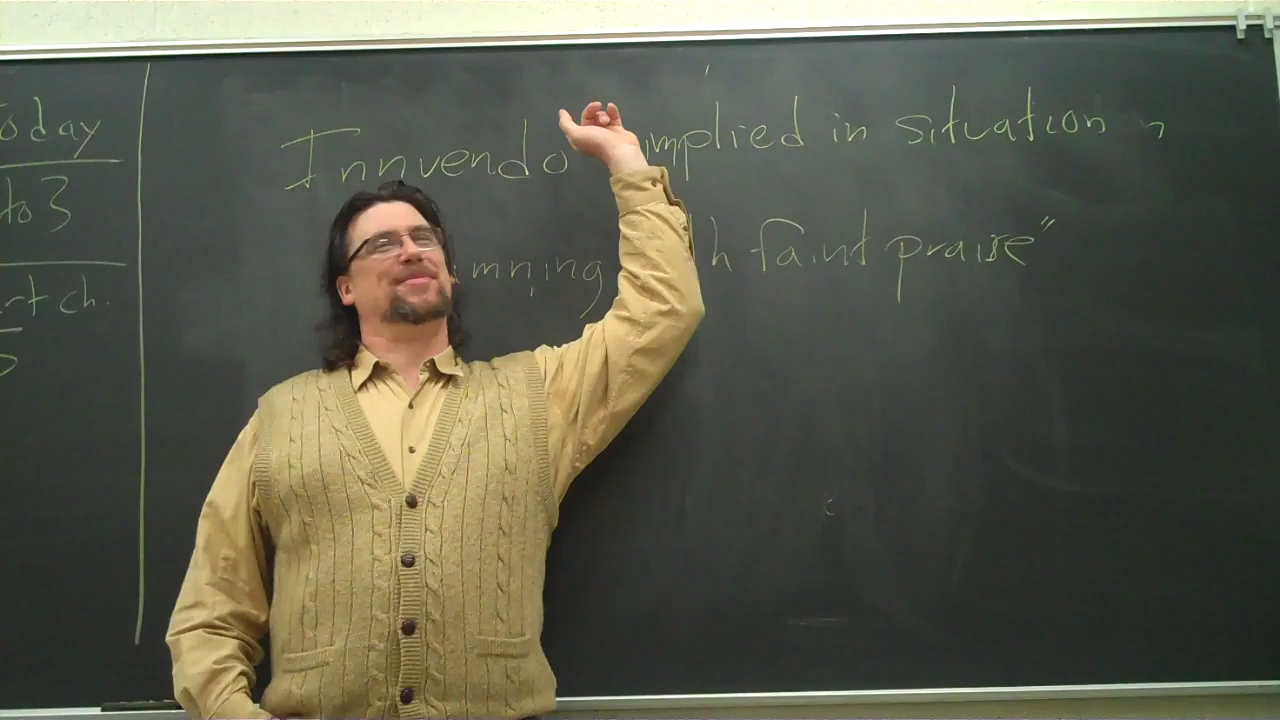 today
to 3
rt ch.
Innuendo implied in situation
mning h faint praise"